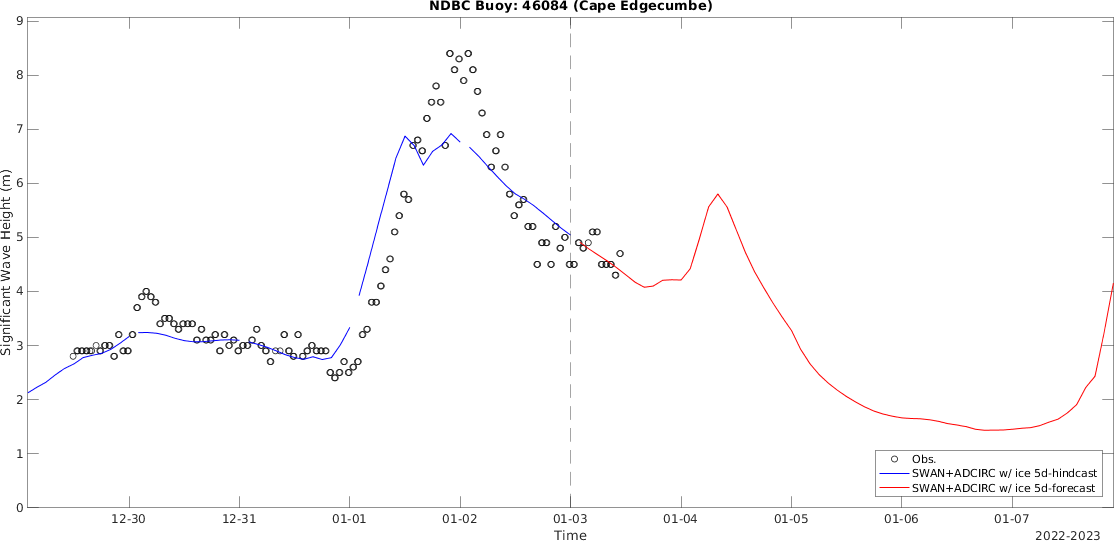 NDBC Buoy: 46084 (Cape Edgecumbe)
9
8
7
6
5
4
3
2
1
0
Significant Wave Height (m)
Obs.
SWAN+ADCIRC w/ ice 5d-hindcast
SWAN+ADCIRC w/ ice 5d-forecast
12-30 12-31 01-01 01-02 01-03 01-04 01-05 01-06 01-07
Time
2022-2023